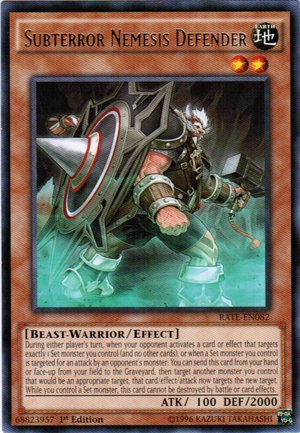 SUBTERROR NEMESIS DEFENDER
EARTH
地
RATE-EN082
[BEAST-WARRIOR/EFFECT]
During either player's turn, when your opponent activates a card or effect that targets
exactly 1 Set monster you control (and no other cards), or when a Set monster you control
is targeted for an attack by an opponent's monster: You can send this card from your hand
or face-up from your field to the Graveyard, then target another monster you control that
would be an appropriate target; that card/effect/attack now targets the new target.
While you control a Set monster, this card cannot be destroyed by battle or card effects.
ATK/ 100 DEF/2000
68823957 1st Edition ©1996 KAZUKI TAKAHASHI